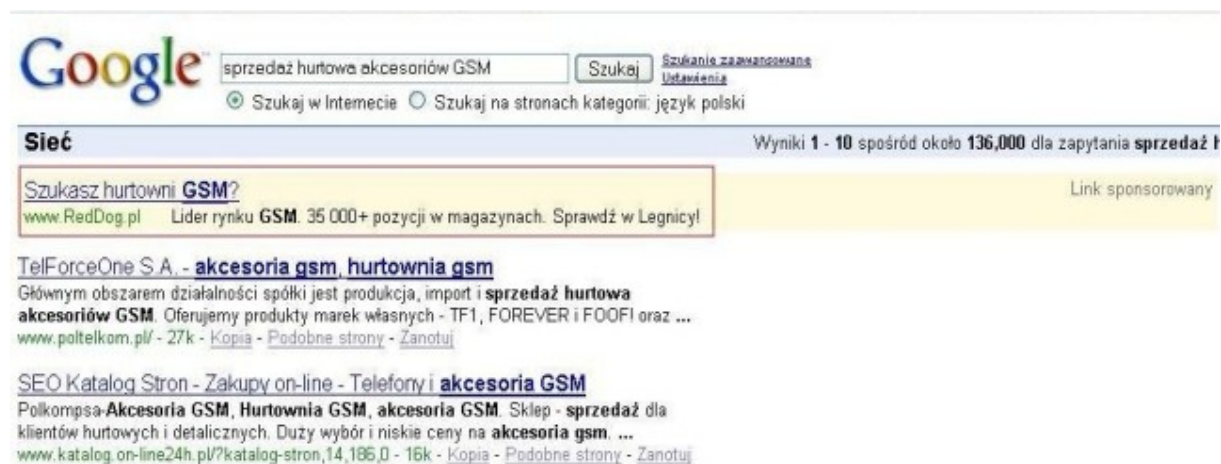 Google™ sprzedaż hurtowa akcesoriów GSM Szukaj Szukanie zaawansowane
Ustawienia
Szukaj w Internecie Szukaj na stronach kategorii: język polski
Sieć Wyniki 1 - 10 spośród około 136,000 dla zapytania sprzedaż h
Szukasz hurtowni GSM? Link sponsorowany
www.RedDog.pl Lider rynku GSM. 35 000+ pozycji w magazynach. Sprawdź w Legnicy!
TelForceOne S.A. - akcesoria gsm, hurtownia gsm
Głównym obszarem działalności spółki jest produkcja, import i sprzedaż hurtowa
akcesoriów GSM. Oferujemy produkty marek własnych - TF1, FOREVER i FOOF! oraz ...
www.poltelkom.pl/ - 27k - Kopia - Podobne strony - Zanotuj
SEO Katalog Stron - Zakupy on-line - Telefony i akcesoria GSM
Polkompsa-Akcesoria GSM, Hurtownia GSM, akcesoria GSM. Sklep - sprzedaż dla
klientów hurtowych i detalicznych. Duży wybór i niskie ceny na akcesoria gsm. ...
www.katalog.on-line24h.pl/?katalog-stron,14,186,0 - 16k - Kopia - Podobne strony - Zanotuj